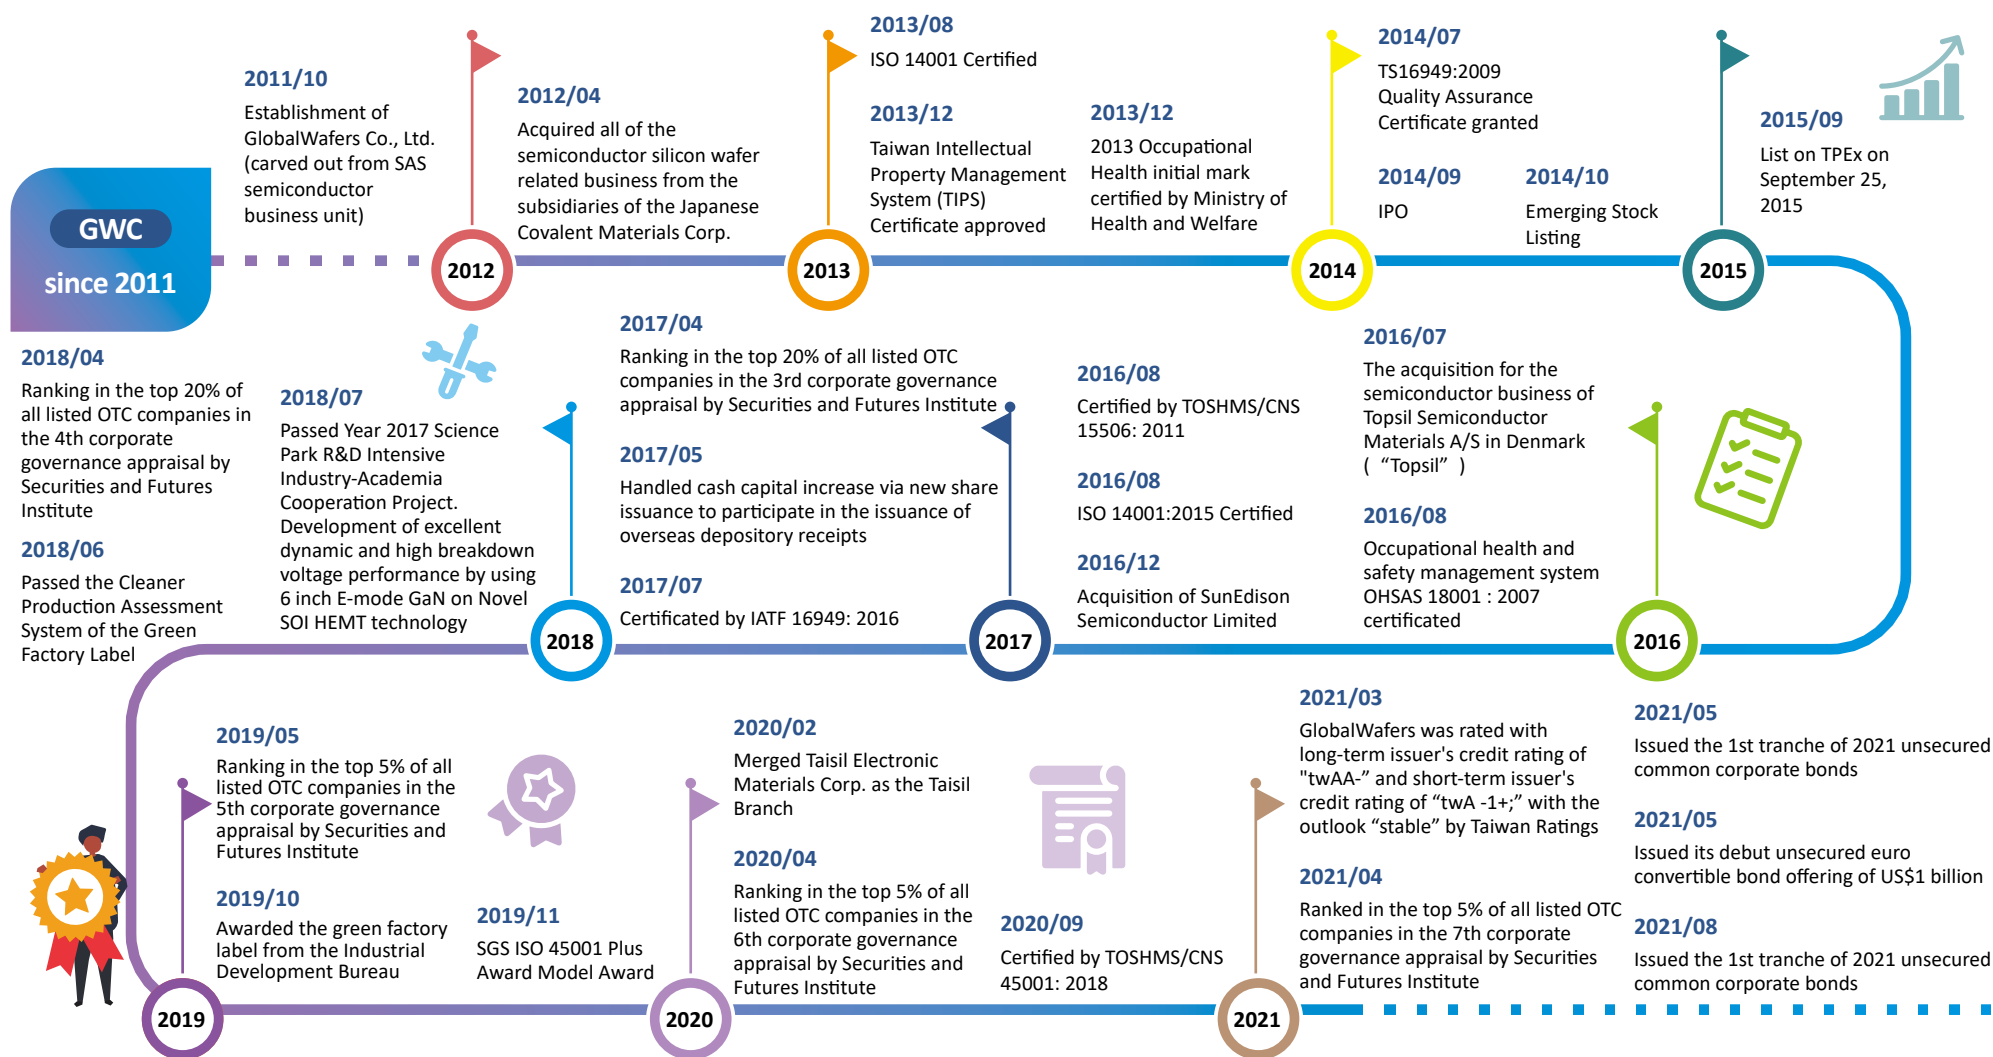 GWC
since 2011
2011/10
Establishment of
GlobalWafers Co., Ltd.
(carved out from SAS
semiconductor
business unit)
2012
2012/04
Acquired all of the
semiconductor silicon wafer
related business from the
subsidiaries of the Japanese
Covalent Materials Corp.
2013
2013/08
ISO 14001 Certified
2013/12
Taiwan Intellectual
Property Management
System (TIPS)
Certificate approved
2013/12
2013 Occupational
Health initial mark
certified by Ministry of
Health and Welfare
2014
2014/07
TS16949:2009
Quality Assurance
Certificate granted
2014/09
IPO
2014/10
Emerging Stock
Listing
2015
2015/09
List on TPEx on
September 25,
2015
2016
2016/07
The acquisition for the
semiconductor business of
Topsil Semiconductor
Materials A/S in Denmark
( “Topsil” )
2016/08
Occupational health and
safety management system
OHSAS 18001 : 2007
certificated
2016/08
Certified by TOSHMS/CNS
15506: 2011
2016/08
ISO 14001:2015 Certified
2016/12
Acquisition of SunEdison
Semiconductor Limited
2017
2017/04
Ranking in the top 20% of all listed OTC
companies in the 3rd corporate governance
appraisal by Securities and Futures Institute
2017/05
Handled cash capital increase via new share
issuance to participate in the issuance of
overseas depository receipts
2017/07
Certificated by IATF 16949: 2016
2018
2018/04
Ranking in the top 20% of
all listed OTC companies in
the 4th corporate
governance appraisal by
Securities and Futures
Institute
2018/06
Passed the Cleaner
Production Assessment
System of the Green
Factory Label
2018/07
Passed Year 2017 Science
Park R&D Intensive
Industry-Academia
Cooperation Project.
Development of excellent
dynamic and high breakdown
voltage performance by using
6 inch E-mode GaN on Novel
SOI HEMT technology
2019
2019/05
Ranking in the top 5% of all
listed OTC companies in the
5th corporate governance
appraisal by Securities and
Futures Institute
2019/10
Awarded the green factory
label from the Industrial
Development Bureau
2019/11
SGS ISO 45001 Plus
Award Model Award
2020
2020/02
Merged Taisil Electronic
Materials Corp. as the Taisil
Branch
2020/04
Ranking in the top 5% of all
listed OTC companies in the
6th corporate governance
appraisal by Securities and
Futures Institute
2020/09
Certified by TOSHMS/CNS
45001: 2018
2021
2021/03
GlobalWafers was rated with
long-term issuer's credit rating of
"twAA-” and short-term issuer's
credit rating of “twA -1+;” with the
outlook “stable” by Taiwan Ratings
2021/04
Ranked in the top 5% of all listed OTC
companies in the 7th corporate
governance appraisal by Securities
and Futures Institute
2021/05
Issued the 1st tranche of 2021 unsecured
common corporate bonds
2021/05
Issued its debut unsecured euro
convertible bond offering of US$1 billion
2021/08
Issued the 1st tranche of 2021 unsecured
common corporate bonds